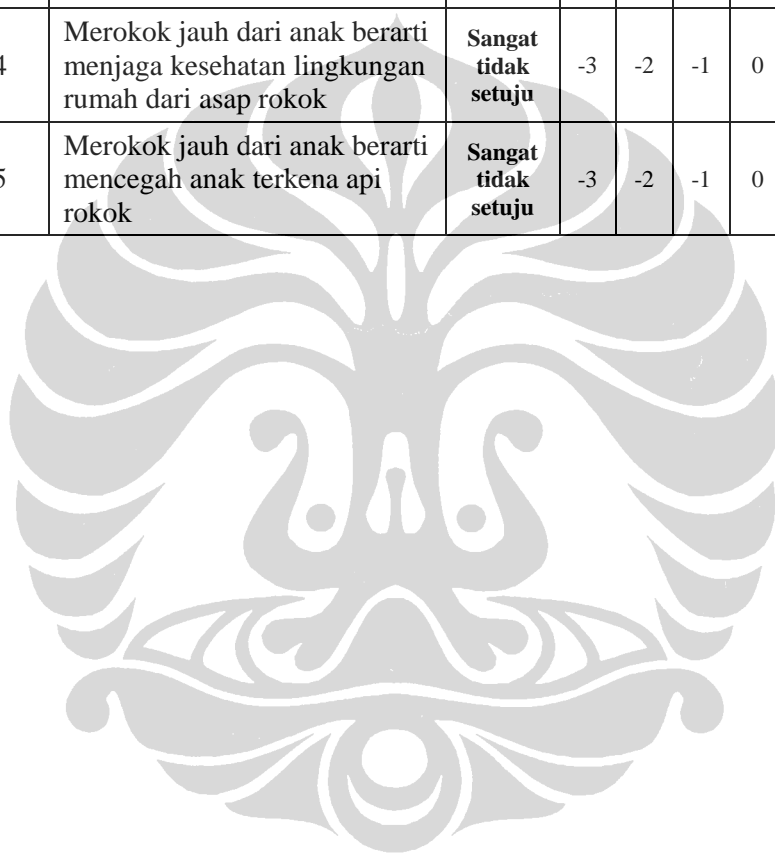 4 Merokok jauh dari anak berarti menjaga kesehatan lingkungan rumah dari asap rokok Sangat tidak setuju -3 -2 -1 0
5 Merokok jauh dari anak berarti mencegah anak terkena api rokok Sangat tidak setuju -3 -2 -1 0